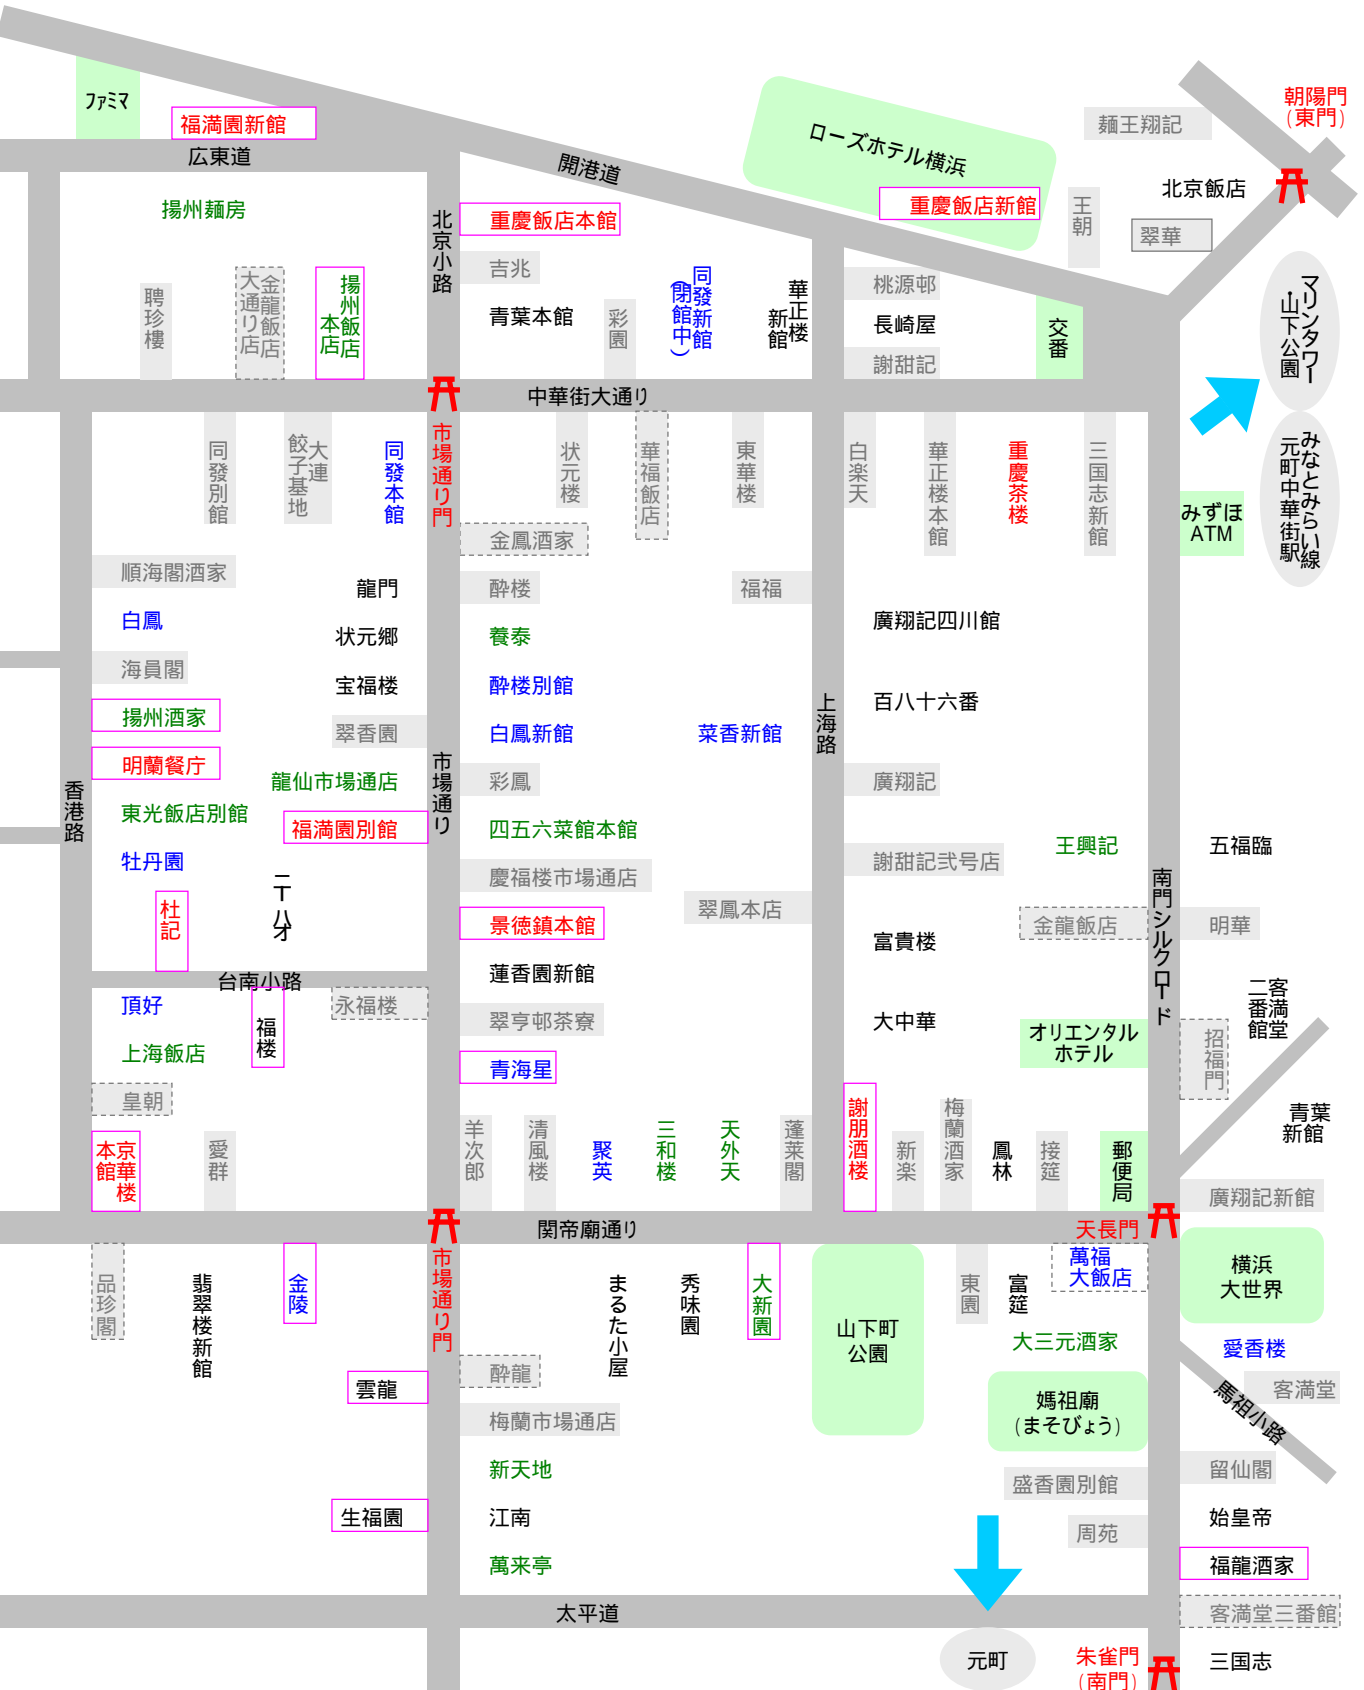 ファミマ
福満園新館
広東道
開港道
ローズホテル横浜
重慶飯店新館
麺王翔記
朝陽門
(東門)
北京飯店
王朝
翠華
揚州麺房
北京小路
重慶飯店本館
吉兆
青葉本館
彩園
同發新館
(閉館中)
華正楼
新館
桃源邨
長崎屋
謝甜記
交番
マリンタワー
・山下公園
聘珍樓
金龍飯店
大通り店
揚州飯店
本店
中華街大通り
市場通り門
同發別館
大連
餃子基地
同發本館
状元楼
華福飯店
東華楼
白楽天
華正楼本館
重慶茶楼
三国志新館
みずほ
ATM
みなとみらい線
元町中華街駅
金鳳酒家
順海閣酒家
龍門
酔楼
福福
白鳳
状元郷
養泰
廣翔記四川館
海員閣
宝福楼
酔楼別館
百八十六番
揚州酒家
翠香園
白鳳新館
菜香新館
上海路
明蘭餐庁
龍仙市場通店
市場通り
彩鳳
廣翔記
香港路
東光飯店別館
福満園別館
四五六菜館本館
王興記
五福臨
牡丹園
慶福楼市場通店
謝甜記弐号店
南門シルクロード
杜記
二十八才
翠鳳本店
景徳鎮本館
富貴楼
金龍飯店
明華
蓮香園新館
台南小路
頂好
福楼
永福楼
翠亨邨茶寮
大中華
オリエンタル
ホテル
客満堂
二番館
招福門
上海飯店
青海星
皇朝
青葉
新館
京華楼
本館
愛群
羊次郎
清風楼
聚英
三和楼
天外天
蓬莱閣
謝朋酒楼
新楽
梅蘭酒家
鳳林
接筵
郵便局
廣翔記新館
関帝廟通り
天長門
市場通り門
品珍閣
翡翠楼新館
金陵
まるた小屋
秀味園
大新園
山下町
公園
東園
富筵
萬福
大飯店
横浜
大世界
大三元酒家
愛香楼
酔龍
雲龍
客満堂
馬祖小路
梅蘭市場通店
媽祖廟
(まそびょう)
新天地
盛香園別館
留仙閣
生福園
江南
周苑
始皇帝
萬来亭
福龍酒家
太平道
客満堂三番館
元町
朱雀門
(南門)
三国志